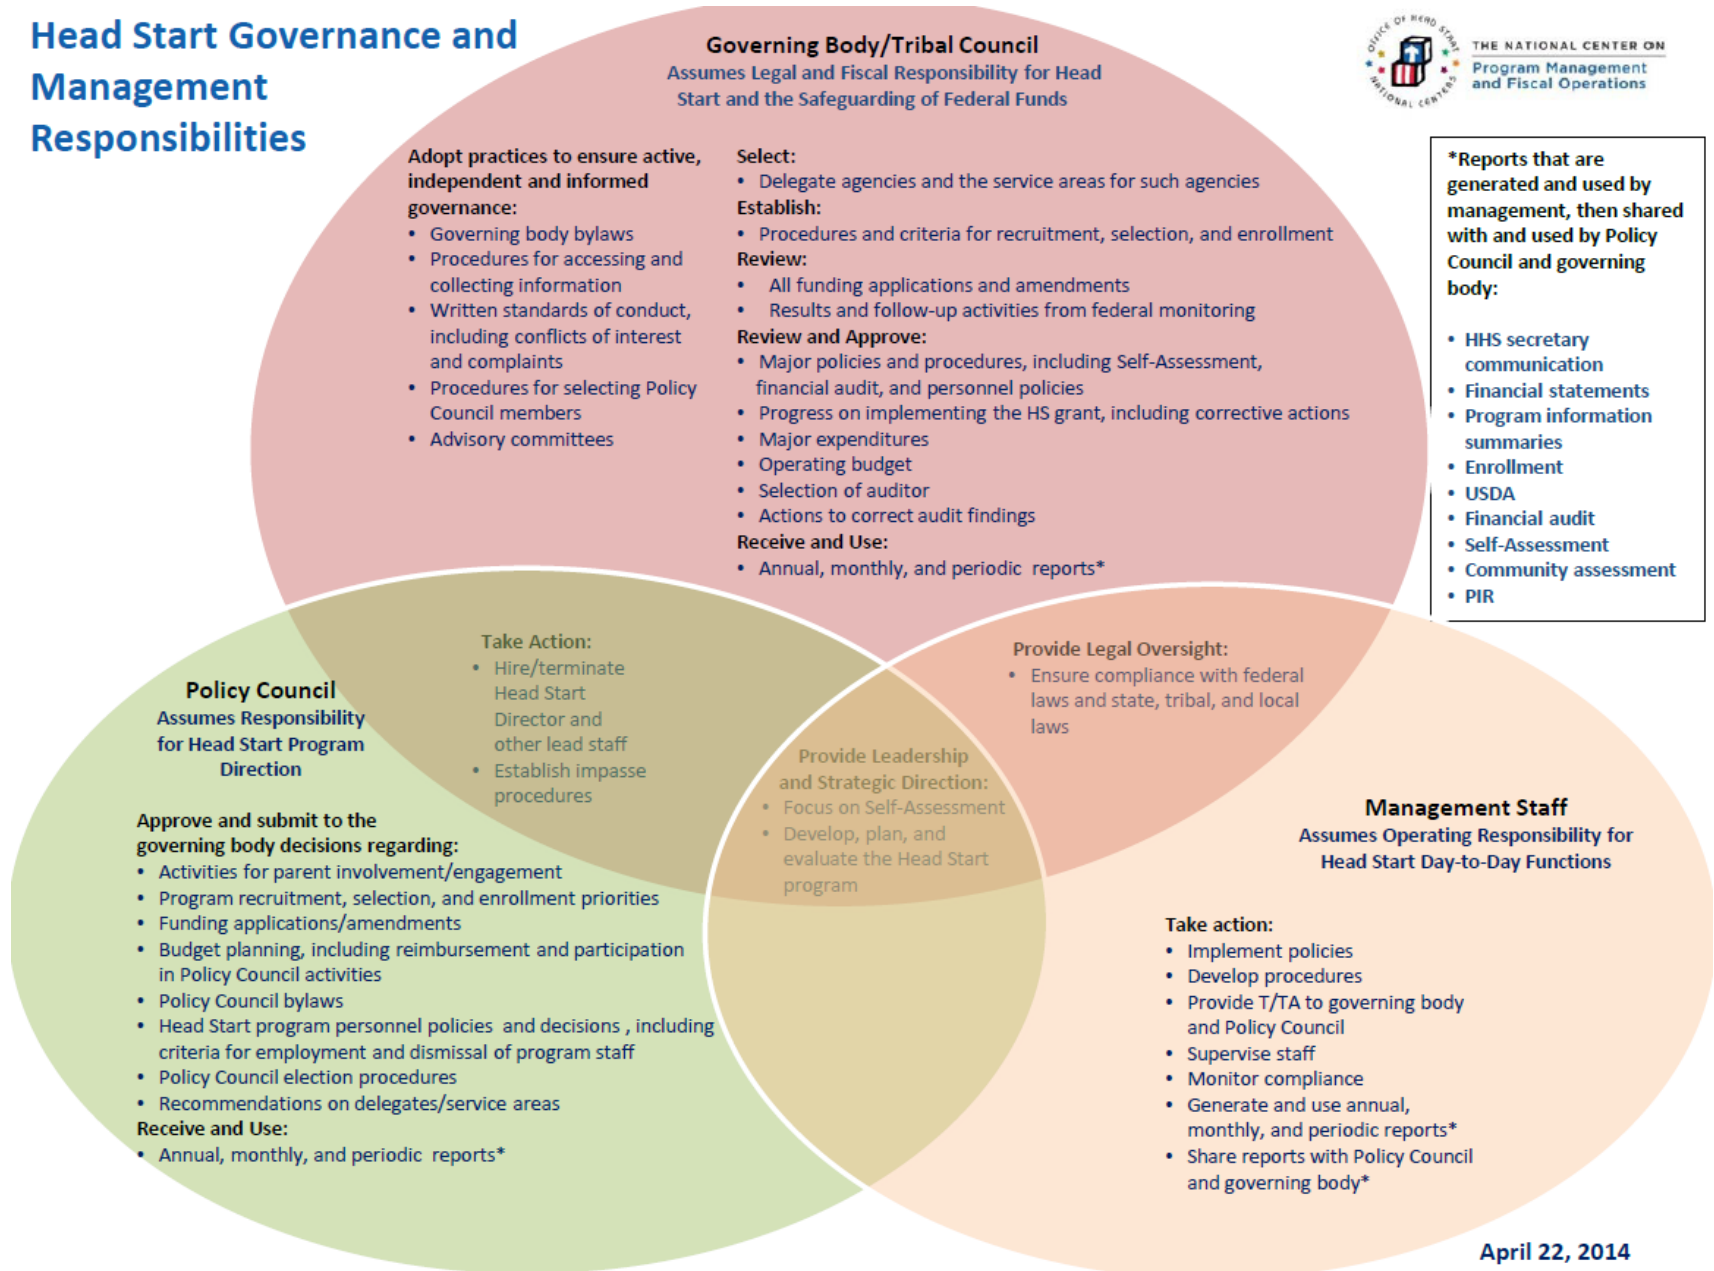 Head Start Governance and
Management
Responsibilities
Governing Body/Tribal Council
Assumes Legal and Fiscal Responsibility for Head
Start and the Safeguarding of Federal Funds
OFFICE OF HEAD START
NATIONAL CENTERS
THE NATIONAL CENTER ON
Program Management
and Fiscal Operations
Adopt practices to ensure active,
independent and informed
governance:
• Governing body bylaws
• Procedures for accessing and
collecting information
• Written standards of conduct,
including conflicts of interest
and complaints
• Procedures for selecting Policy
Council members
• Advisory committees
Select:
• Delegate agencies and the service areas for such agencies
Establish:
• Procedures and criteria for recruitment, selection, and enrollment
Review:
• All funding applications and amendments
• Results and follow-up activities from federal monitoring
Review and Approve:
• Major policies and procedures, including Self-Assessment,
financial audit, and personnel policies
• Progress on implementing the HS grant, including corrective actions
• Major expenditures
• Operating budget
• Selection of auditor
• Actions to correct audit findings
Receive and Use:
• Annual, monthly, and periodic reports*
*Reports that are
generated and used by
management, then shared
with and used by Policy
Council and governing
body:
• HHS secretary
communication
• Financial statements
• Program information
summaries
• Enrollment
• USDA
• Financial audit
• Self-Assessment
• Community assessment
• PIR
Take Action:
• Hire/terminate
Head Start
Director and
other lead staff
• Establish impasse
procedures
Provide Legal Oversight:
• Ensure compliance with federal
laws and state, tribal, and local
laws
Provide Leadership
and Strategic Direction:
• Focus on Self-Assessment
• Develop, plan, and
evaluate the Head Start
program
Policy Council
Assumes Responsibility
for Head Start Program
Direction
Approve and submit to the
governing body decisions regarding:
• Activities for parent involvement/engagement
• Program recruitment, selection, and enrollment priorities
• Funding applications/amendments
• Budget planning, including reimbursement and participation
in Policy Council activities
• Policy Council bylaws
• Head Start program personnel policies and decisions , including
criteria for employment and dismissal of program staff
• Policy Council election procedures
• Recommendations on delegates/service areas
Receive and Use:
• Annual, monthly, and periodic reports*
Management Staff
Assumes Operating Responsibility for
Head Start Day-to-Day Functions
Take action:
• Implement policies
• Develop procedures
• Provide T/TA to governing body
and Policy Council
• Supervise staff
• Monitor compliance
• Generate and use annual,
monthly, and periodic reports*
• Share reports with Policy Council
and governing body*
April 22, 2014